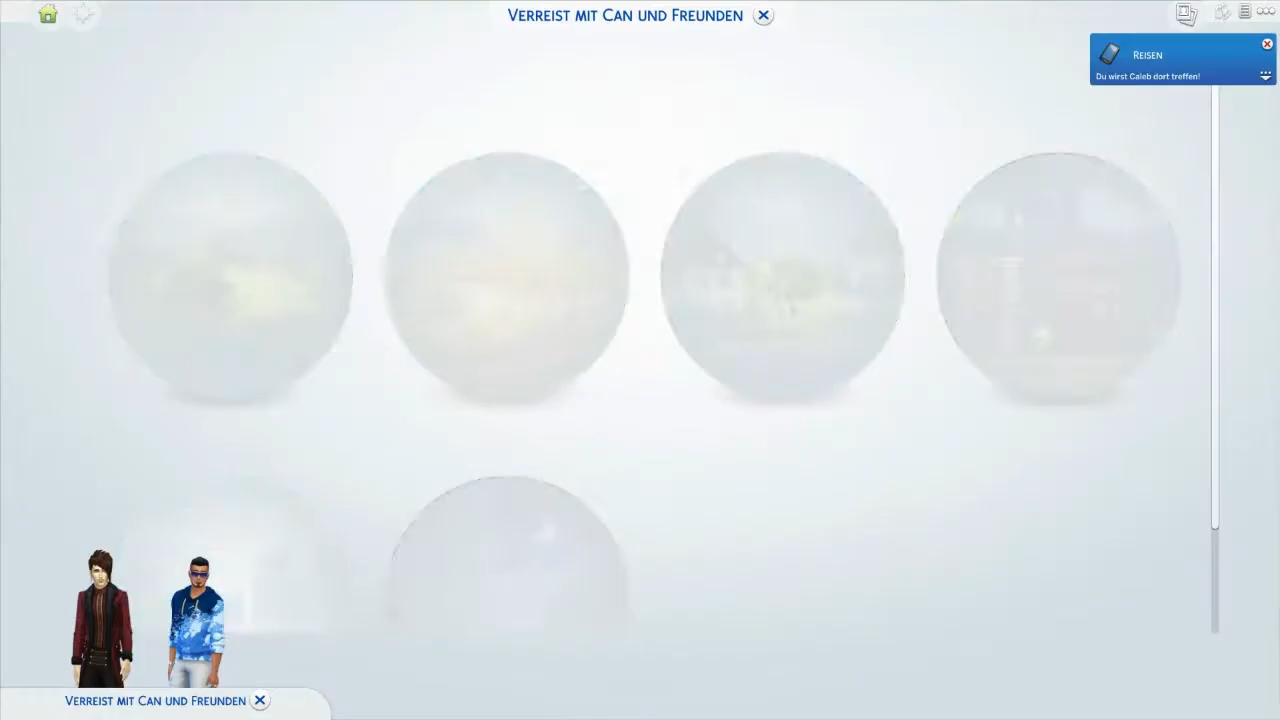 Verreist mit Can und Freunden
Reisen
Du wirst Caleb dort treffen!
Verreist mit Can und Freunden